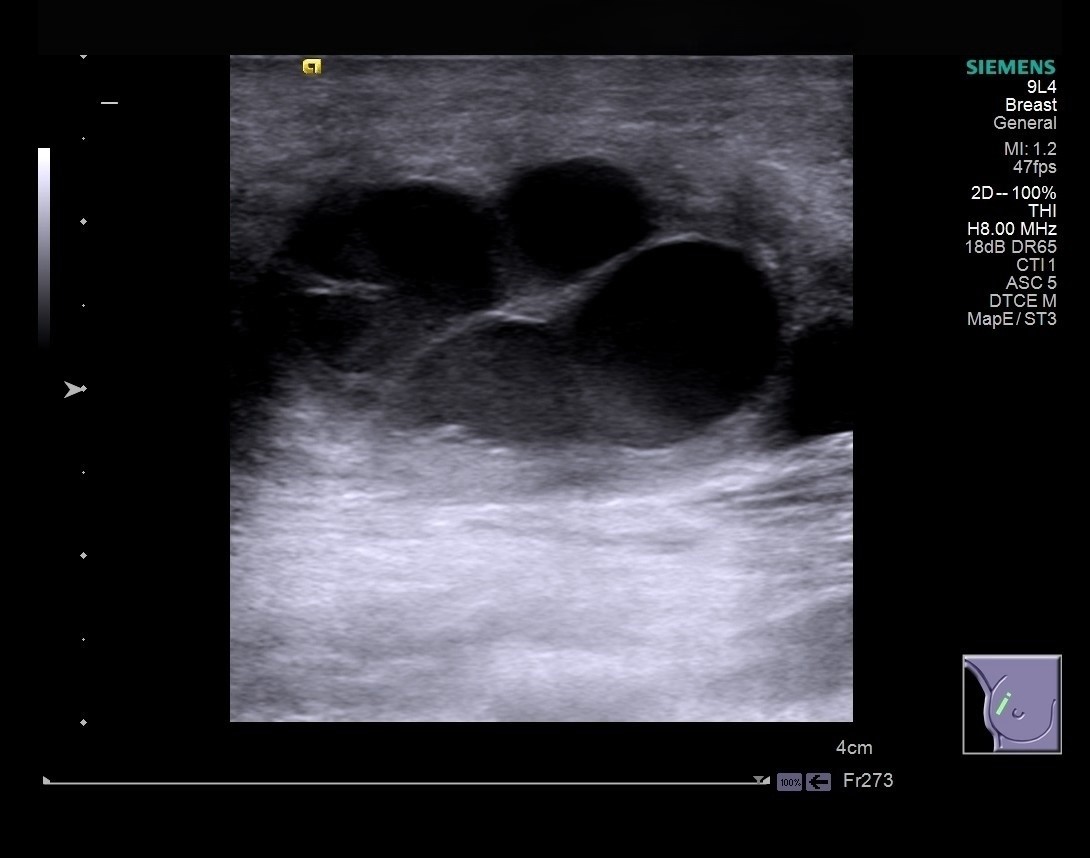 SIEMENS
9L4
Breast
General
MI: 1.2
47fps
2D--100%
THI
H8.00 MHz
18dB DR65
CTI 1
ASC 5
DTCE M
MapE / ST3
4cm
100%
Fr273